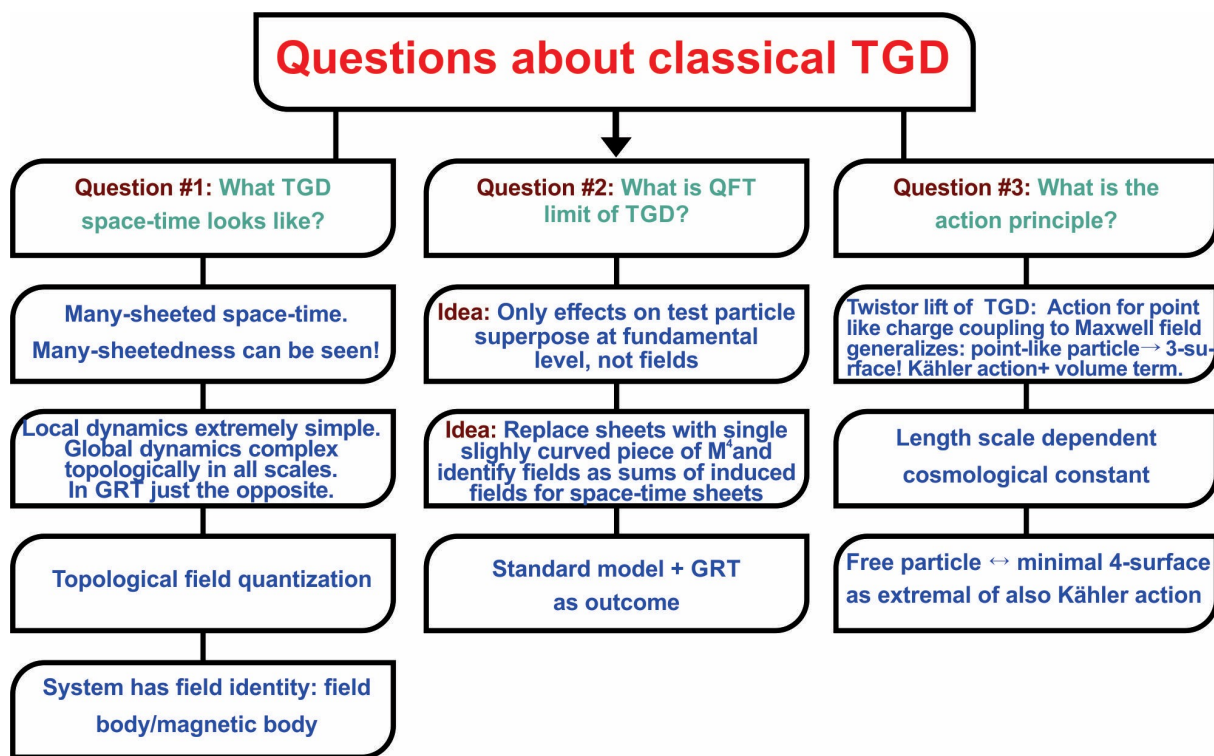 Questions about classical TGD
Question #1: What TGD
space-time looks like?
Many-sheeted space-time.
Many-sheetedness can be seen!
Local dynamics extremely simple.
Global dynamics complex
topologically in all scales.
In GRT just the opposite.
Topological field quantization
System has field identity: field
body/magnetic body
Question #2: What is QFT
limit of TGD?
Idea: Only effects on test particle
superpose at fundamental
level, not fields
Idea: Replace sheets with single
slighly curved piece of M⁴and
identify fields as sums of induced
fields for space-time sheets
Standard model + GRT
as outcome
Question #3: What is the
action principle?
Twistor lift of TGD: Action for point
like charge coupling to Maxwell field
generalizes: point-like particle→ 3-su-
rface! Kähler action+ volume term.
Length scale dependent
cosmological constant
Free particle ↔ minimal 4-surface
as extremal of also Kähler action